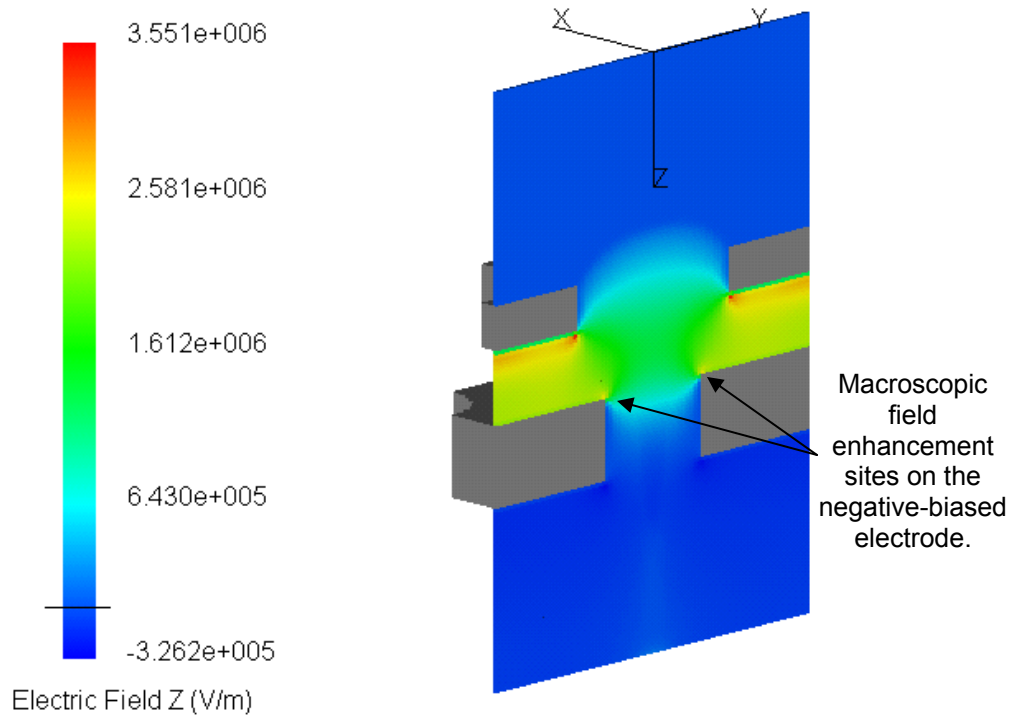 3.551e+006
2.581e+006
1.612e+006
6.430e+005
-3.262e+005
Electric Field Z (V/m)
X
Y
Z
Macroscopic
field
enhancement
sites on the
negative-biased
electrode.